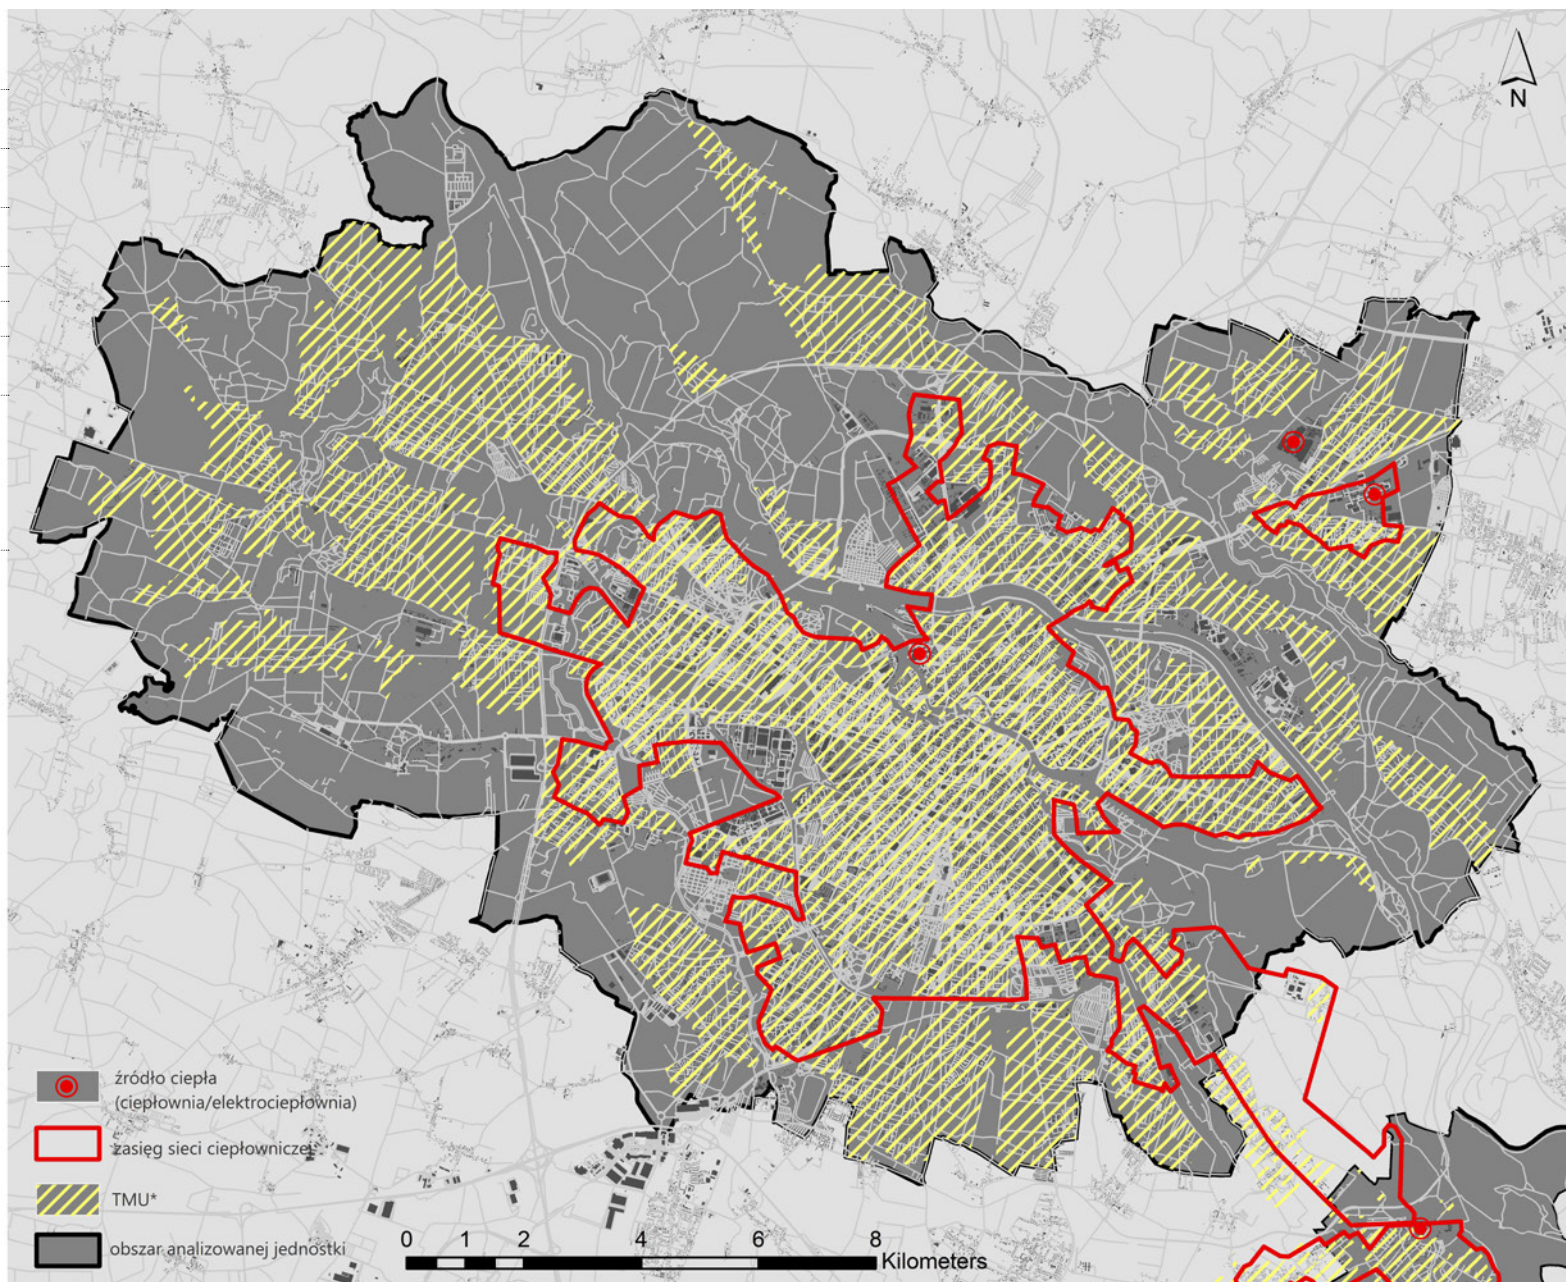 N
źródło ciepła
(ciepłownia/elektrociepłownia)
zasięg sieci ciepłowniczej
TMU*
obszar analizowanej jednostki
0 1 2 4 6 8
Kilometers